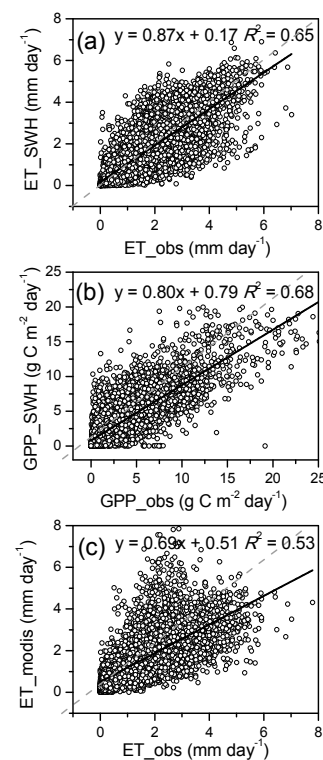 (a) y = 0.87x + 0.17 R² = 0.65
ET_SWH (mm day⁻¹)
6
4
2
0
0 2 4 6 8
ET_obs (mm day⁻¹)
(b) y = 0.80x + 0.79 R² = 0.68
GPP_SWH (g C m⁻² day⁻¹)
25
20
15
10
5
0
0 5 10 15 20 25
GPP_obs (g C m⁻² day⁻¹)
(c) y = 0.69x + 0.51 R² = 0.53
ET_modis (mm day⁻¹)
8
6
4
2
0
0 2 4 6 8
ET_obs (mm day⁻¹)